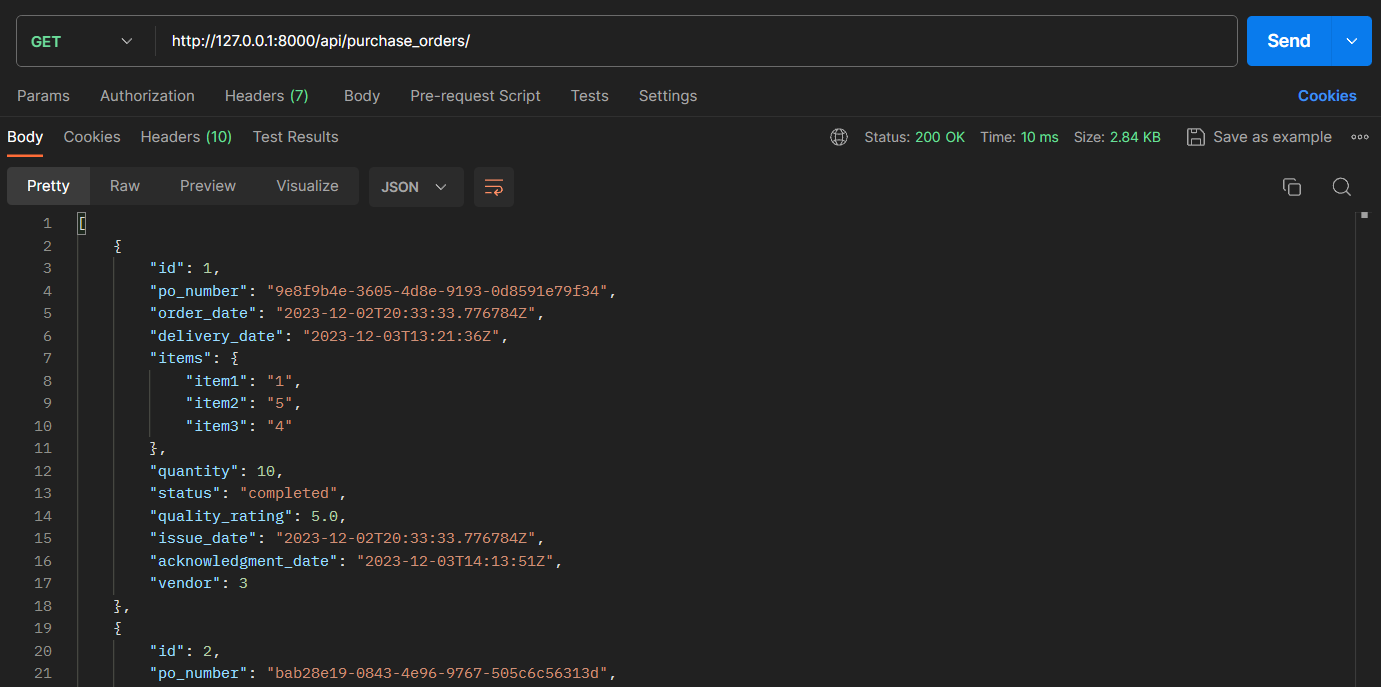 GET http://127.0.0.1:8000/api/purchase_orders/ Send
Params Authorization Headers (7) Body Pre-request Script Tests Settings Cookies
Body Cookies Headers (10) Test Results Status: 200 OK Time: 10 ms Size: 2.84 KB Save as example
Pretty Raw Preview Visualize JSON
1 [
2 {
3 "id": 1,
4 "po_number": "9e8f9b4e-3605-4d8e-9193-0d8591e79f34",
5 "order_date": "2023-12-02T20:33:33.776784Z",
6 "delivery_date": "2023-12-03T13:21:36Z",
7 "items": {
8 "item1": "1",
9 "item2": "5",
10 "item3": "4"
11 },
12 "quantity": 10,
13 "status": "completed",
14 "quality_rating": 5.0,
15 "issue_date": "2023-12-02T20:33:33.776784Z",
16 "acknowledgment_date": "2023-12-03T14:13:51Z",
17 "vendor": 3
18 },
19 {
20 "id": 2,
21 "po_number": "bab28e19-0843-4e96-9767-505c6c56313d",